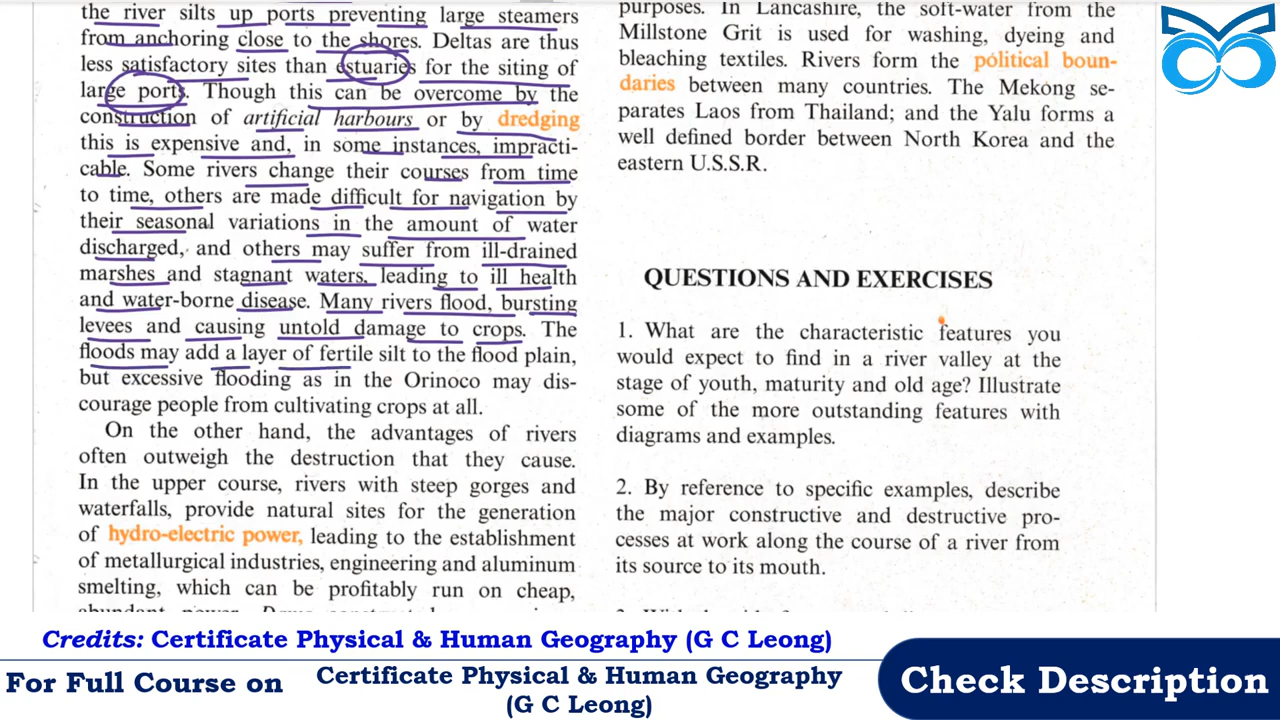 the river silts up ports preventing large steamers
from anchoring close to the shores. Deltas are thus
less satisfactory sites than estuaries for the siting of
large ports. Though this can be overcome by the
construction of artificial harbours or by dredging
this is expensive and, in some instances, impracti-
cable. Some rivers change their courses from time
to time, others are made difficult for navigation by
their seasonal variations in the amount of water
discharged, and others may suffer from ill-drained
marshes and stagnant waters, leading to ill health
and water-borne disease. Many rivers flood, bursting
levees and causing untold damage to crops. The
floods may add a layer of fertile silt to the flood plain,
but excessive flooding as in the Orinoco may dis-
courage people from cultivating crops at all.
On the other hand, the advantages of rivers
often outweigh the destruction that they cause.
In the upper course, rivers with steep gorges and
waterfalls, provide natural sites for the generation
of hydro-electric power, leading to the establishment
of metallurgical industries, engineering and aluminum
smelting, which can be profitably run on cheap,
purposes. In Lancashire, the soft-water from the
Millstone Grit is used for washing, dyeing and
bleaching textiles. Rivers form the political boun-
daries between many countries. The Mekong se-
parates Laos from Thailand; and the Yalu forms a
well defined border between North Korea and the
eastern U.S.S.R.
QUESTIONS AND EXERCISES
1. What are the characteristic features you
would expect to find in a river valley at the
stage of youth, maturity and old age? Illustrate
some of the more outstanding features with
diagrams and examples.
2. By reference to specific examples, describe
the major constructive and destructive pro-
cesses at work along the course of a river from
its source to its mouth.
Credits: Certificate Physical & Human Geography (G C Leong)
For Full Course on
Certificate Physical & Human Geography
(G C Leong)
Check Description